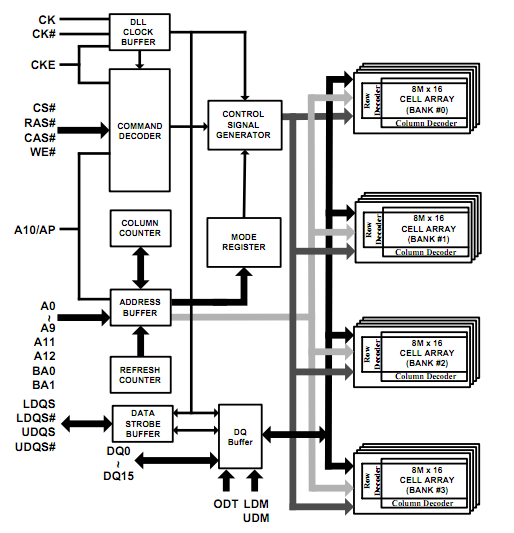 CK
CK#
CKE
CS#
RAS#
CAS#
WE#
A10/AP
A0
~
A9
A11
A12
BA0
BA1
LDQS
LDQS#
UDQS
UDQS#
DQ0
~
DQ15
DLL
CLOCK
BUFFER
COMMAND
DECODER
COLUMN
COUNTER
ADDRESS
BUFFER
REFRESH
COUNTER
DATA
STROBE
BUFFER
CONTROL
SIGNAL
GENERATOR
MODE
REGISTER
DQ
Buffer
ODT LDM
UDM
Row
Decoder
8M x 16
CELL ARRAY
(BANK #0)
Column Decoder
Row
Decoder
8M x 16
CELL ARRAY
(BANK #1)
Column Decoder
Row
Decoder
8M x 16
CELL ARRAY
(BANK #2)
Column Decoder
Row
Decoder
8M x 16
CELL ARRAY
(BANK #3)
Column Decoder